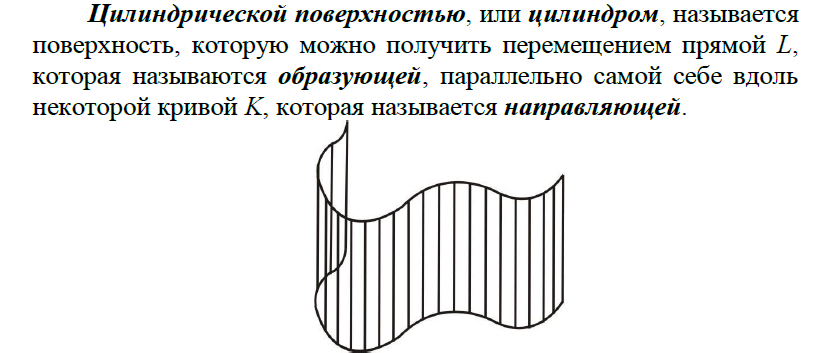 Цилиндрической поверхностью, или цилиндром, называется
поверхность, которую можно получить перемещением прямой L,
которая называются образующей, параллельно самой себе вдоль
некоторой кривой K, которая называется направляющей.